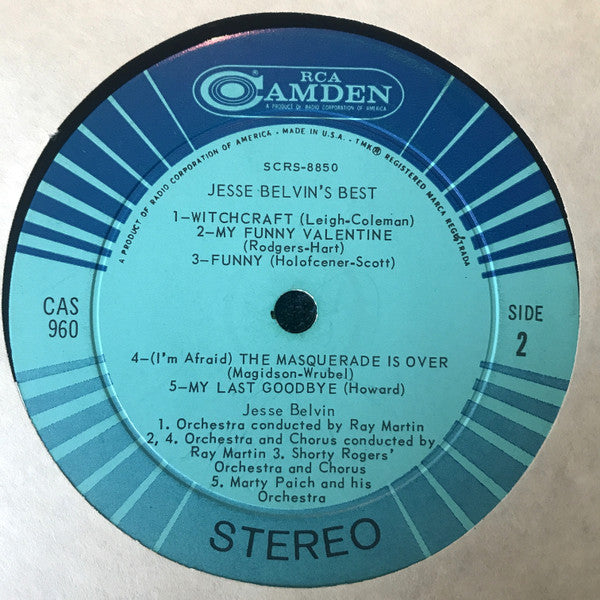 RCA
CAMDEN
A PRODUCT OF RADIO CORPORATION OF AMERICA
A PRODUCT OF RADIO CORPORATION OF AMERICA - MADE IN U.S.A. - TMK® REGISTERED MARCA REGISTRADA
SCRS-8850
JESSE BELVIN'S BEST
1—WITCHCRAFT (Leigh-Coleman)
2—MY FUNNY VALENTINE
(Rodgers-Hart)
3—FUNNY (Holofcener-Scott)
CAS
960
SIDE
2
4—(I'm Afraid) THE MASQUERADE IS OVER
(Magidson-Wrubel)
5—MY LAST GOODBYE (Howard)
Jesse Belvin
1. Orchestra conducted by Ray Martin
2, 4. Orchestra and Chorus conducted by
Ray Martin 3. Shorty Rogers'
Orchestra and Chorus
5. Marty Paich and his
Orchestra
STEREO